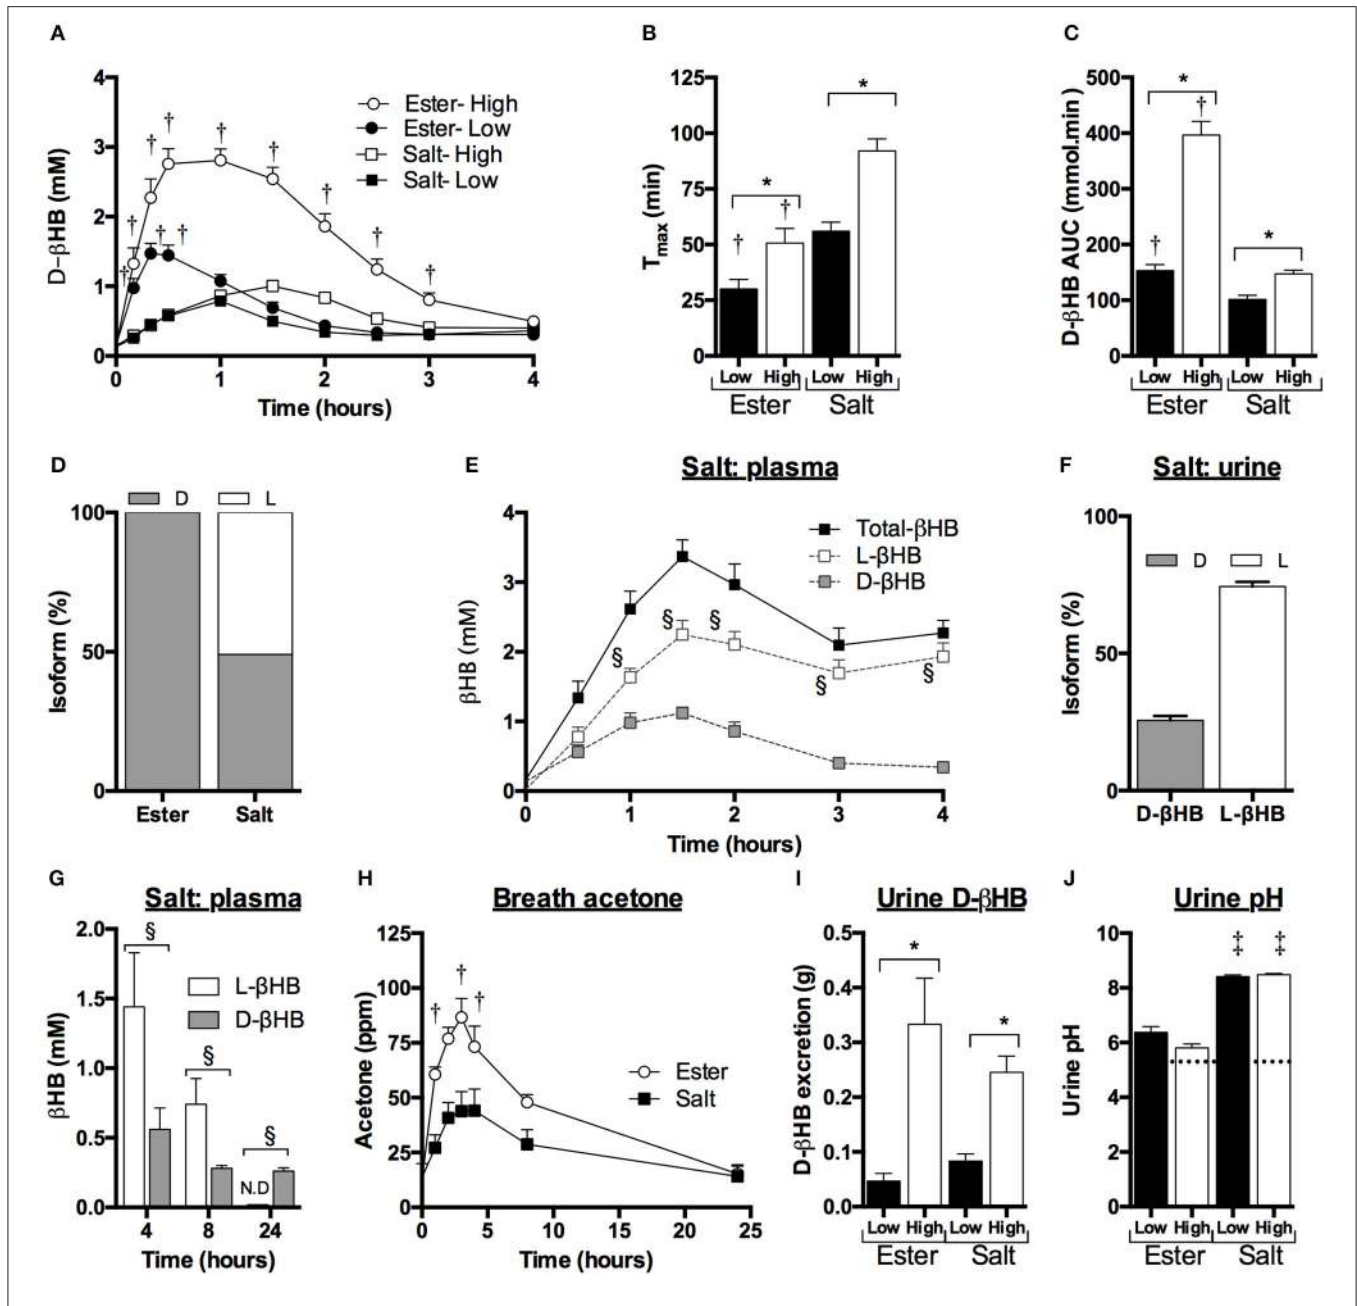 A
D-βHB (mM)
4
3
2
1
0
0 1 2 3 4
Time (hours)
Ester- High
Ester- Low
Salt- High
Salt- Low
† † † † † † † † † † † †
B
Tmax (min)
125
100
75
50
25
0
* *
† †
Low High Low High
Ester Salt
C
D-βHB AUC (mmol.min)
500
400
300
200
100
0
* *
† †
Low High Low High
Ester Salt
D
D L
Isoform (%)
100
50
0
Ester Salt
E
Salt: plasma
βHB (mM)
4
3
2
1
0
0 1 2 3 4
Time (hours)
Total-βHB
L-βHB
D-βHB
§ § § § §
F
Salt: urine
Isoform (%)
100
50
0
D L
D-βHB L-βHB
G
Salt: plasma
βHB (mM)
2.0
1.5
1.0
0.5
0.0
§ § §
L-βHB
D-βHB
N.D
4 8 24
Time (hours)
H
Breath acetone
Acetone (ppm)
125
100
75
50
25
0
† † †
Ester
Salt
0 5 10 15 20 25
Time (hours)
I
Urine D-βHB
D-βHB excretion (g)
0.5
0.4
0.3
0.2
0.1
0.0
* *
Low High Low High
Ester Salt
J
Urine pH
Urine pH
10
8
6
4
2
0
‡ ‡
Low High Low High
Ester Salt